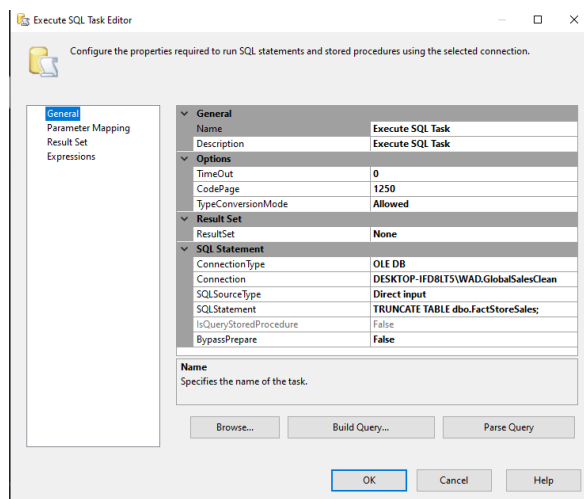 Execute SQL Task Editor
Configure the properties required to run SQL statements and stored procedures using the selected connection.
General
Parameter Mapping
Result Set
Expressions
General
Name Execute SQL Task
Description Execute SQL Task
Options
TimeOut 0
CodePage 1250
TypeConversionMode Allowed
Result Set
ResultSet None
SQL Statement
ConnectionType OLE DB
Connection DESKTOP-IFD8LT5\WAD.GlobalSalesClean
SQLSourceType Direct input
SQLStatement TRUNCATE TABLE dbo.FactStoreSales;
IsQueryStoredProcedure False
BypassPrepare False
Name
Specifies the name of the task.
Browse... Build Query... Parse Query
OK Cancel Help